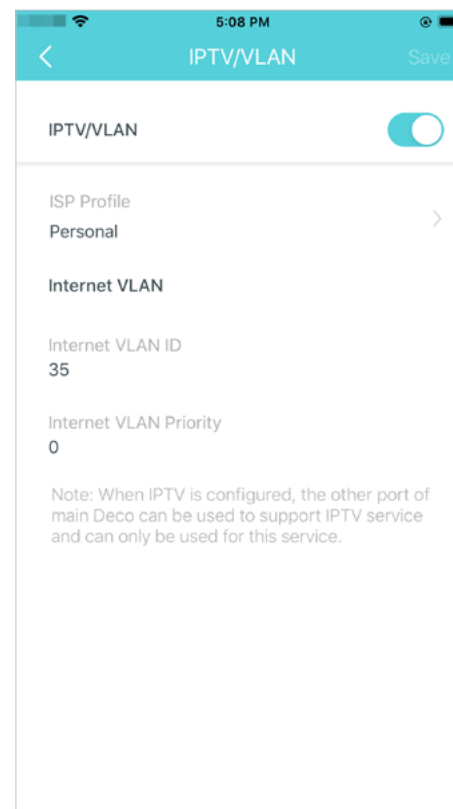 5:08 PM
IPTV/VLAN
Save
IPTV/VLAN
ISP Profile
Personal
Internet VLAN
Internet VLAN ID
35
Internet VLAN Priority
0
Note: When IPTV is configured, the other port of
main Deco can be used to support IPTV service
and can only be used for this service.